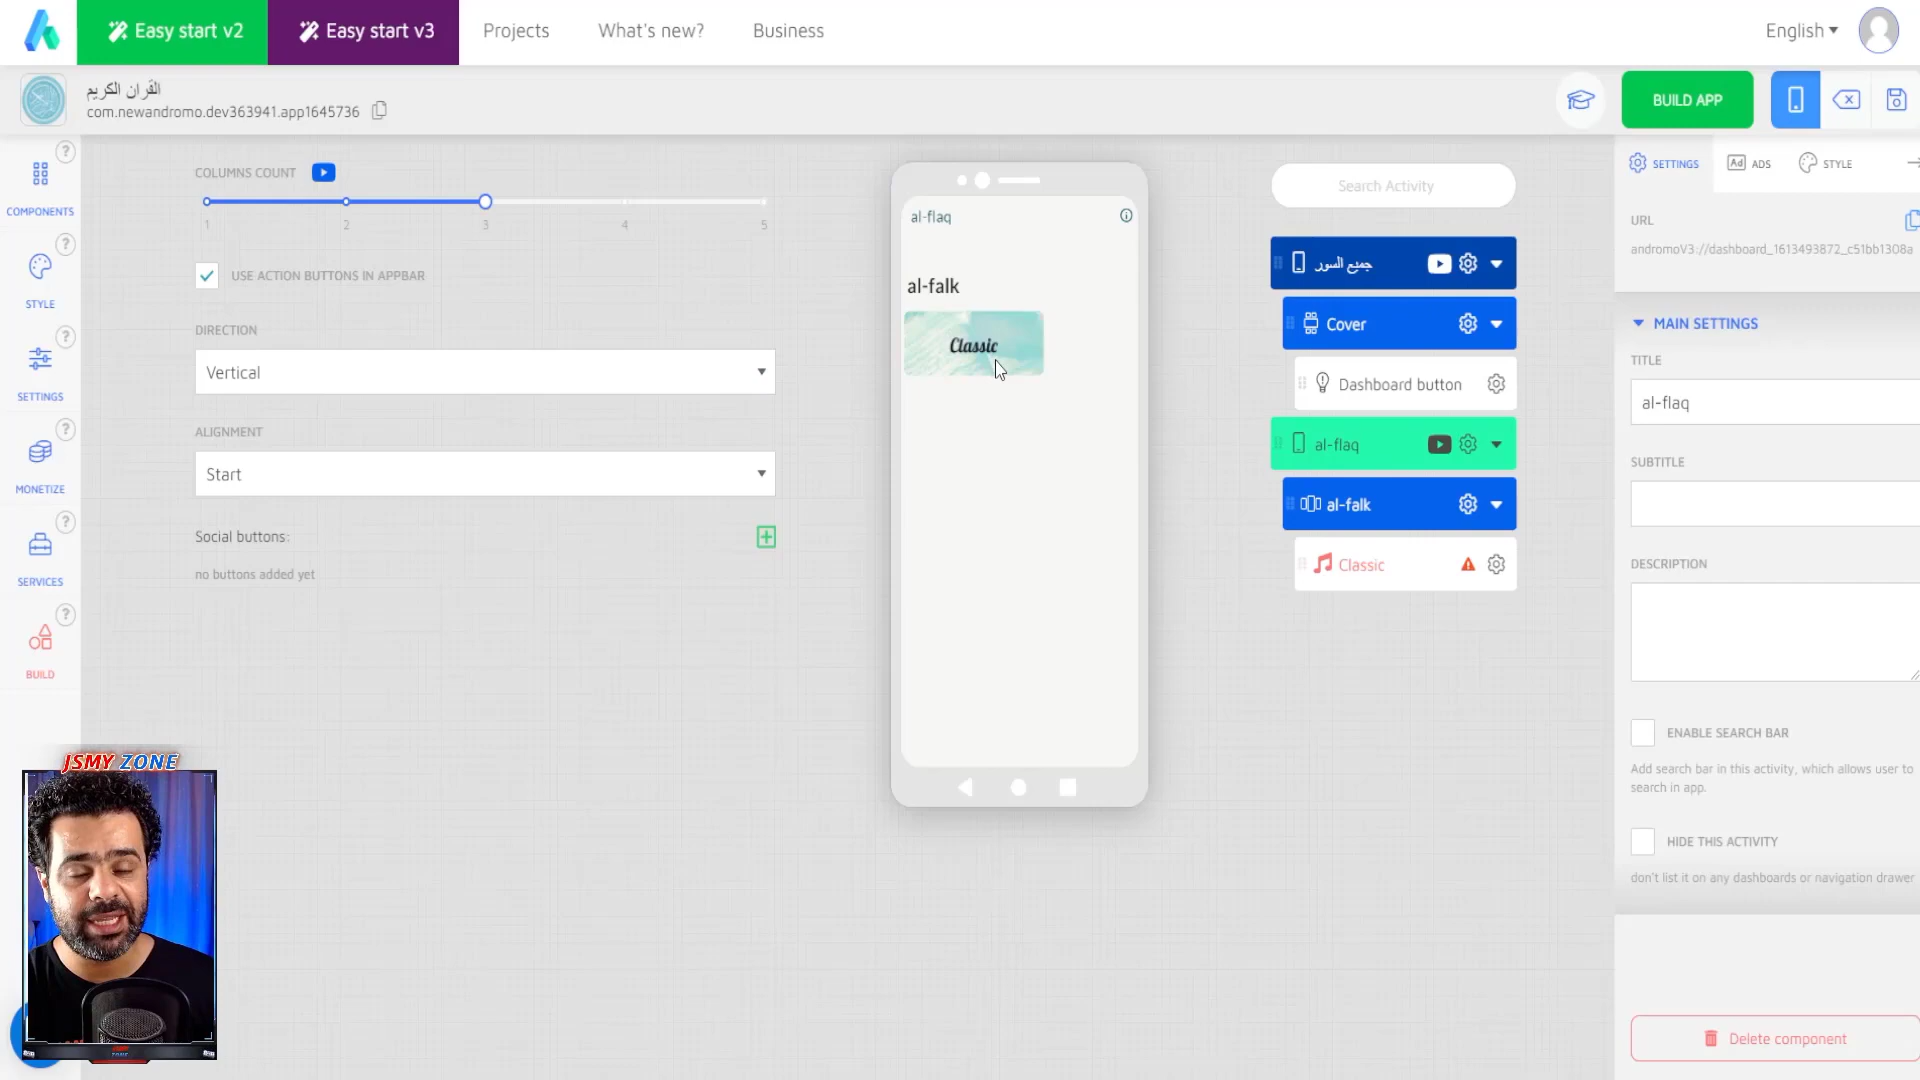 Easy start v2
Easy start v3
Projects
What's new?
Business
English
القرآن الكريم
com.newandromo.dev363941.app1645736
BUILD APP
COMPONENTS
STYLE
SETTINGS
MONETIZE
SERVICES
BUILD
COLUMNS COUNT
1 2 3 4 5
USE ACTION BUTTONS IN APPBAR
DIRECTION
Vertical
ALIGNMENT
Start
Social buttons:
no buttons added yet
al-flaq
al-falk
Classic
Search Activity
جميع السور
Cover
Dashboard button
al-flaq
al-falk
Classic
SETTINGS
Ad ADS
STYLE
URL
andromoV3://dashboard_1613493872_c51bb1308a
MAIN SETTINGS
TITLE
al-flaq
SUBTITLE
DESCRIPTION
ENABLE SEARCH BAR
Add search bar in this activity, which allows user to
search in app.
HIDE THIS ACTIVITY
don't list it on any dashboards or navigation drawer
Delete component
JSMY ZONE